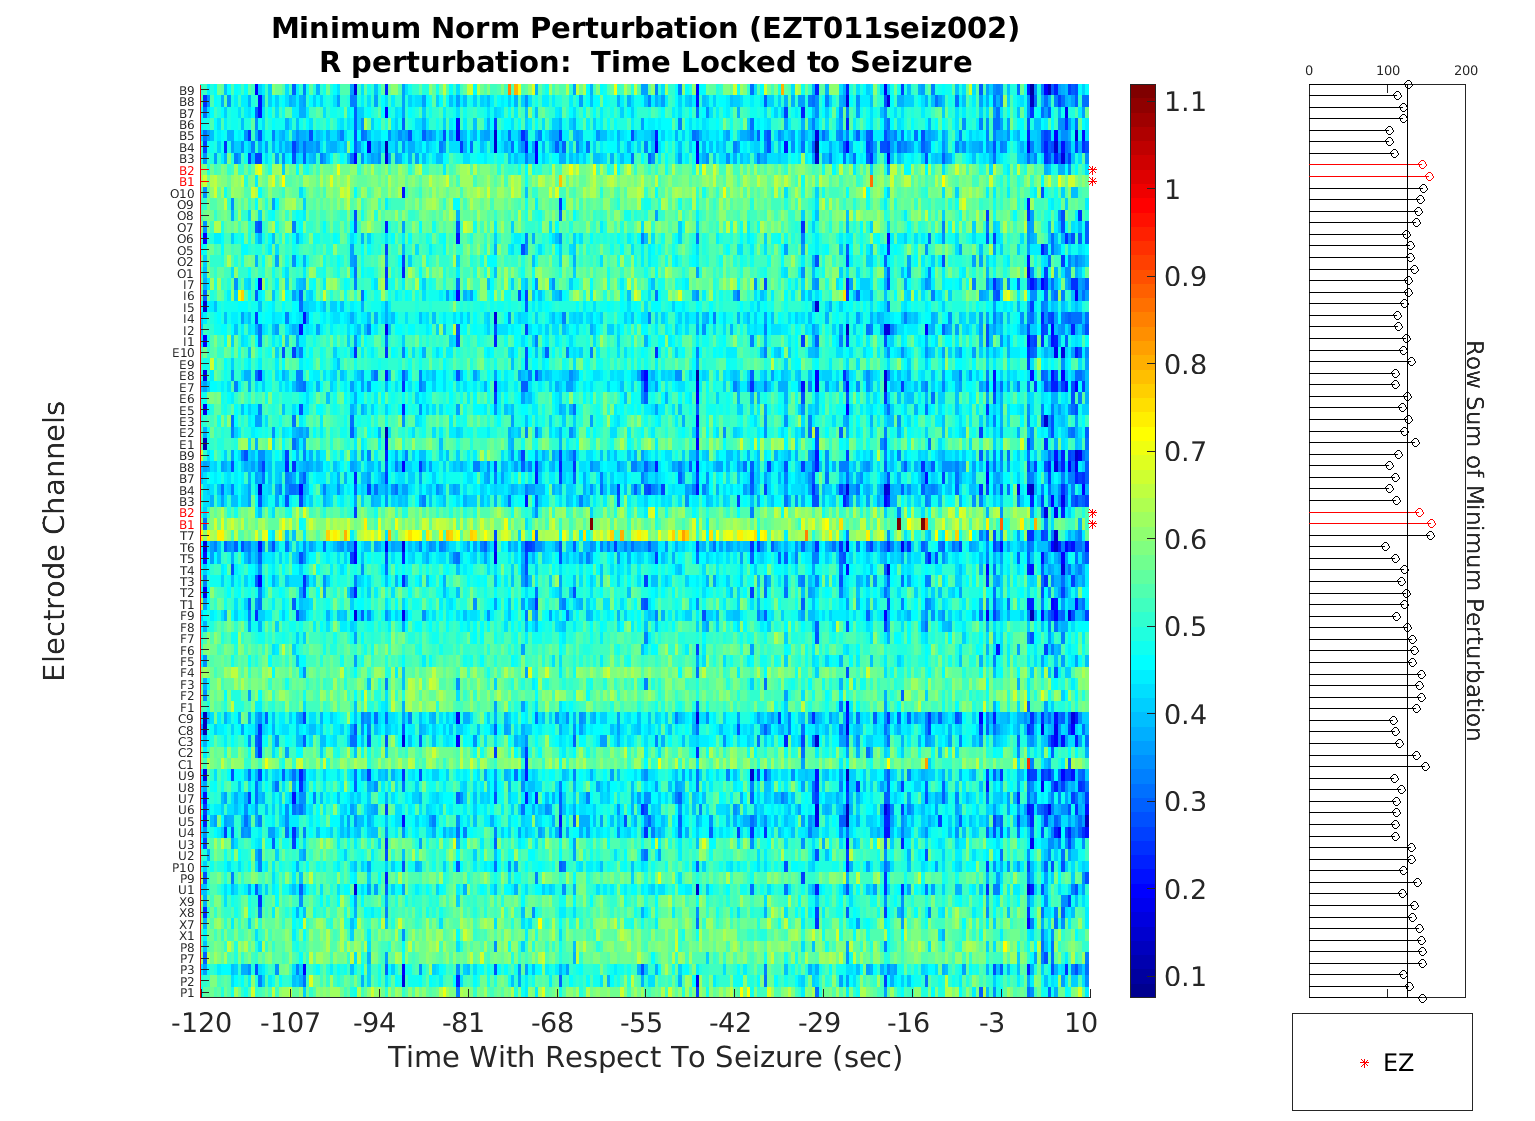 Minimum Norm Perturbation (EZT011seiz002)
R perturbation:  Time Locked to Seizure
Electrode Channels
B9
B8
B7
B6
B5
B4
B3
B2
B1
O10
O9
O8
O7
O6
O5
O2
O1
I7
I6
I5
I4
I2
I1
E10
E9
E8
E7
E6
E5
E3
E2
E1
B9
B8
B7
B4
B3
B2
B1
T7
T6
T5
T4
T3
T2
T1
F9
F8
F7
F6
F5
F4
F3
F2
F1
C9
C8
C3
C2
C1
U9
U8
U7
U6
U5
U4
U3
U2
P10
P9
U1
X9
X8
X7
X1
P8
P7
P3
P2
P1
-120 -107 -94 -81 -68 -55 -42 -29 -16 -3 10
Time With Respect To Seizure (sec)
1.1
1
0.9
0.8
0.7
0.6
0.5
0.4
0.3
0.2
0.1
0 100 200
Row Sum of Minimum Perturbation
EZ